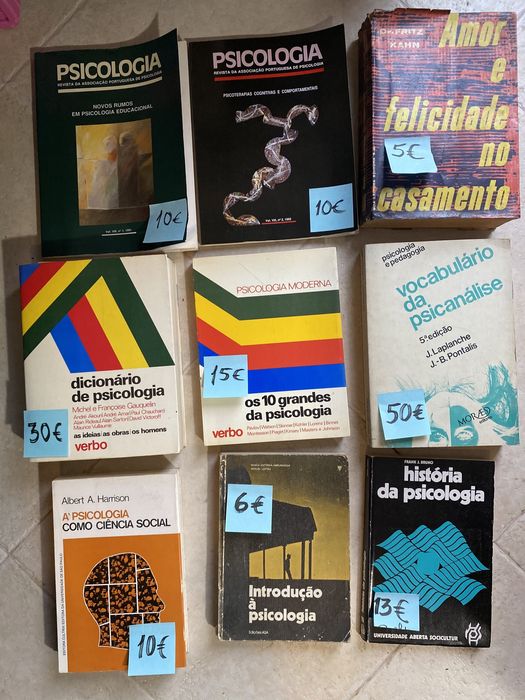 PSICOLOGIA
REVISTA DA ASSOCIAÇÃO PORTUGUESA DE PSICOLOGIA
NOVOS RUMOS
EM PSICOLOGIA EDUCACIONAL
10€
PSICOLOGIA
REVISTA DA ASSOCIAÇÃO PORTUGUESA DE PSICOLOGIA
PSICOTERAPIAS COGNITIVAS E COMPORTAMENTAIS
10€
DR. FRITZ
KAHN
Amor
e
felicidade
no
casamento
5€
dicionário
de psicologia
Michel e Françoise Gauquelin
as ideias/as obras/os homens
verbo
30€
PSICOLOGIA MODERNA
os 10 grandes
da psicologia
verbo
15€
psicologia e pedagogia
vocabulário
da
psicanálise
5ª edição
J. Laplanche
J.-B. Pontalis
MORÆS
50€
Albert A. Harrison
A PSICOLOGIA
COMO CIÊNCIA SOCIAL
10€
6€
Introdução
à
psicologia
FRANK J. BRUNO
história
da psicologia
13€
UNIVERSIDADE ABERTA SOCICULTUR